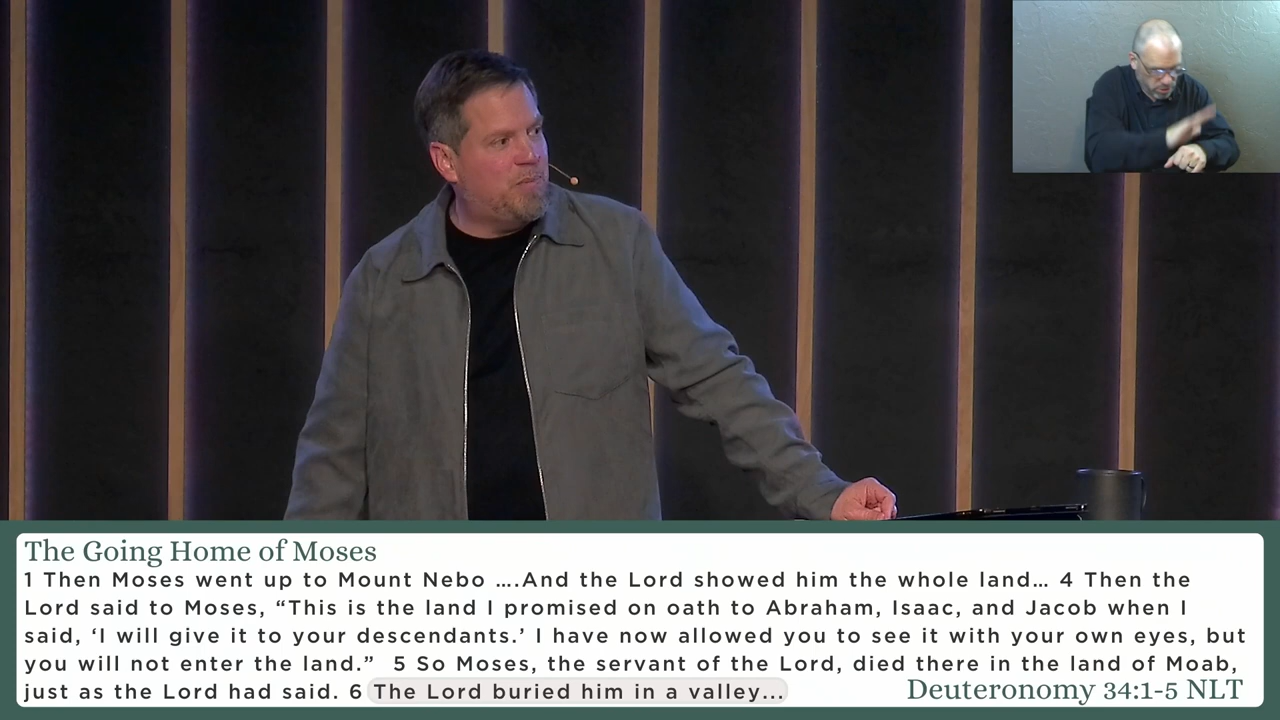 The Going Home of Moses
1 Then Moses went up to Mount Nebo ....And the Lord showed him the whole land... 4 Then the
Lord said to Moses, “This is the land I promised on oath to Abraham, Isaac, and Jacob when I
said, ‘I will give it to your descendants.’ I have now allowed you to see it with your own eyes, but
you will not enter the land.”  5 So Moses, the servant of the Lord, died there in the land of Moab,
just as the Lord had said. 6 The Lord buried him in a valley...
Deuteronomy 34:1-5 NLT